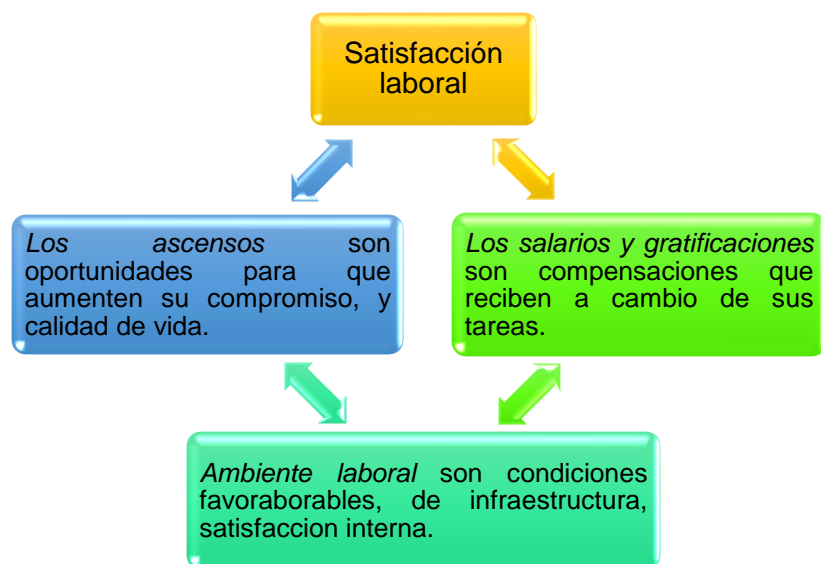 Satisfacción
laboral
Los ascensos son
oportunidades para que
aumenten su compromiso, y
calidad de vida.
Los salarios y gratificaciones
son compensaciones que
reciben a cambio de sus
tareas.
Ambiente laboral son condiciones
favoraborables, de infraestructura,
satisfaccion interna.